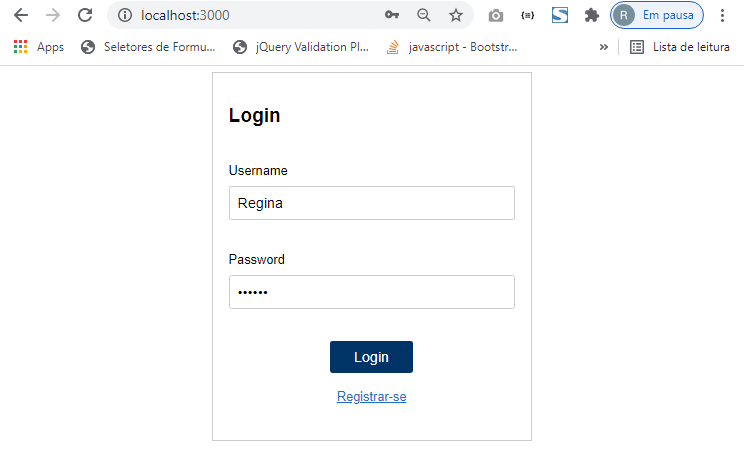 localhost:3000
R Em pausa
Apps Seletores de Formu... jQuery Validation Pl... javascript - Bootstr... » Lista de leitura
Login
Username
Regina
Password
••••••
Login
Registrar-se